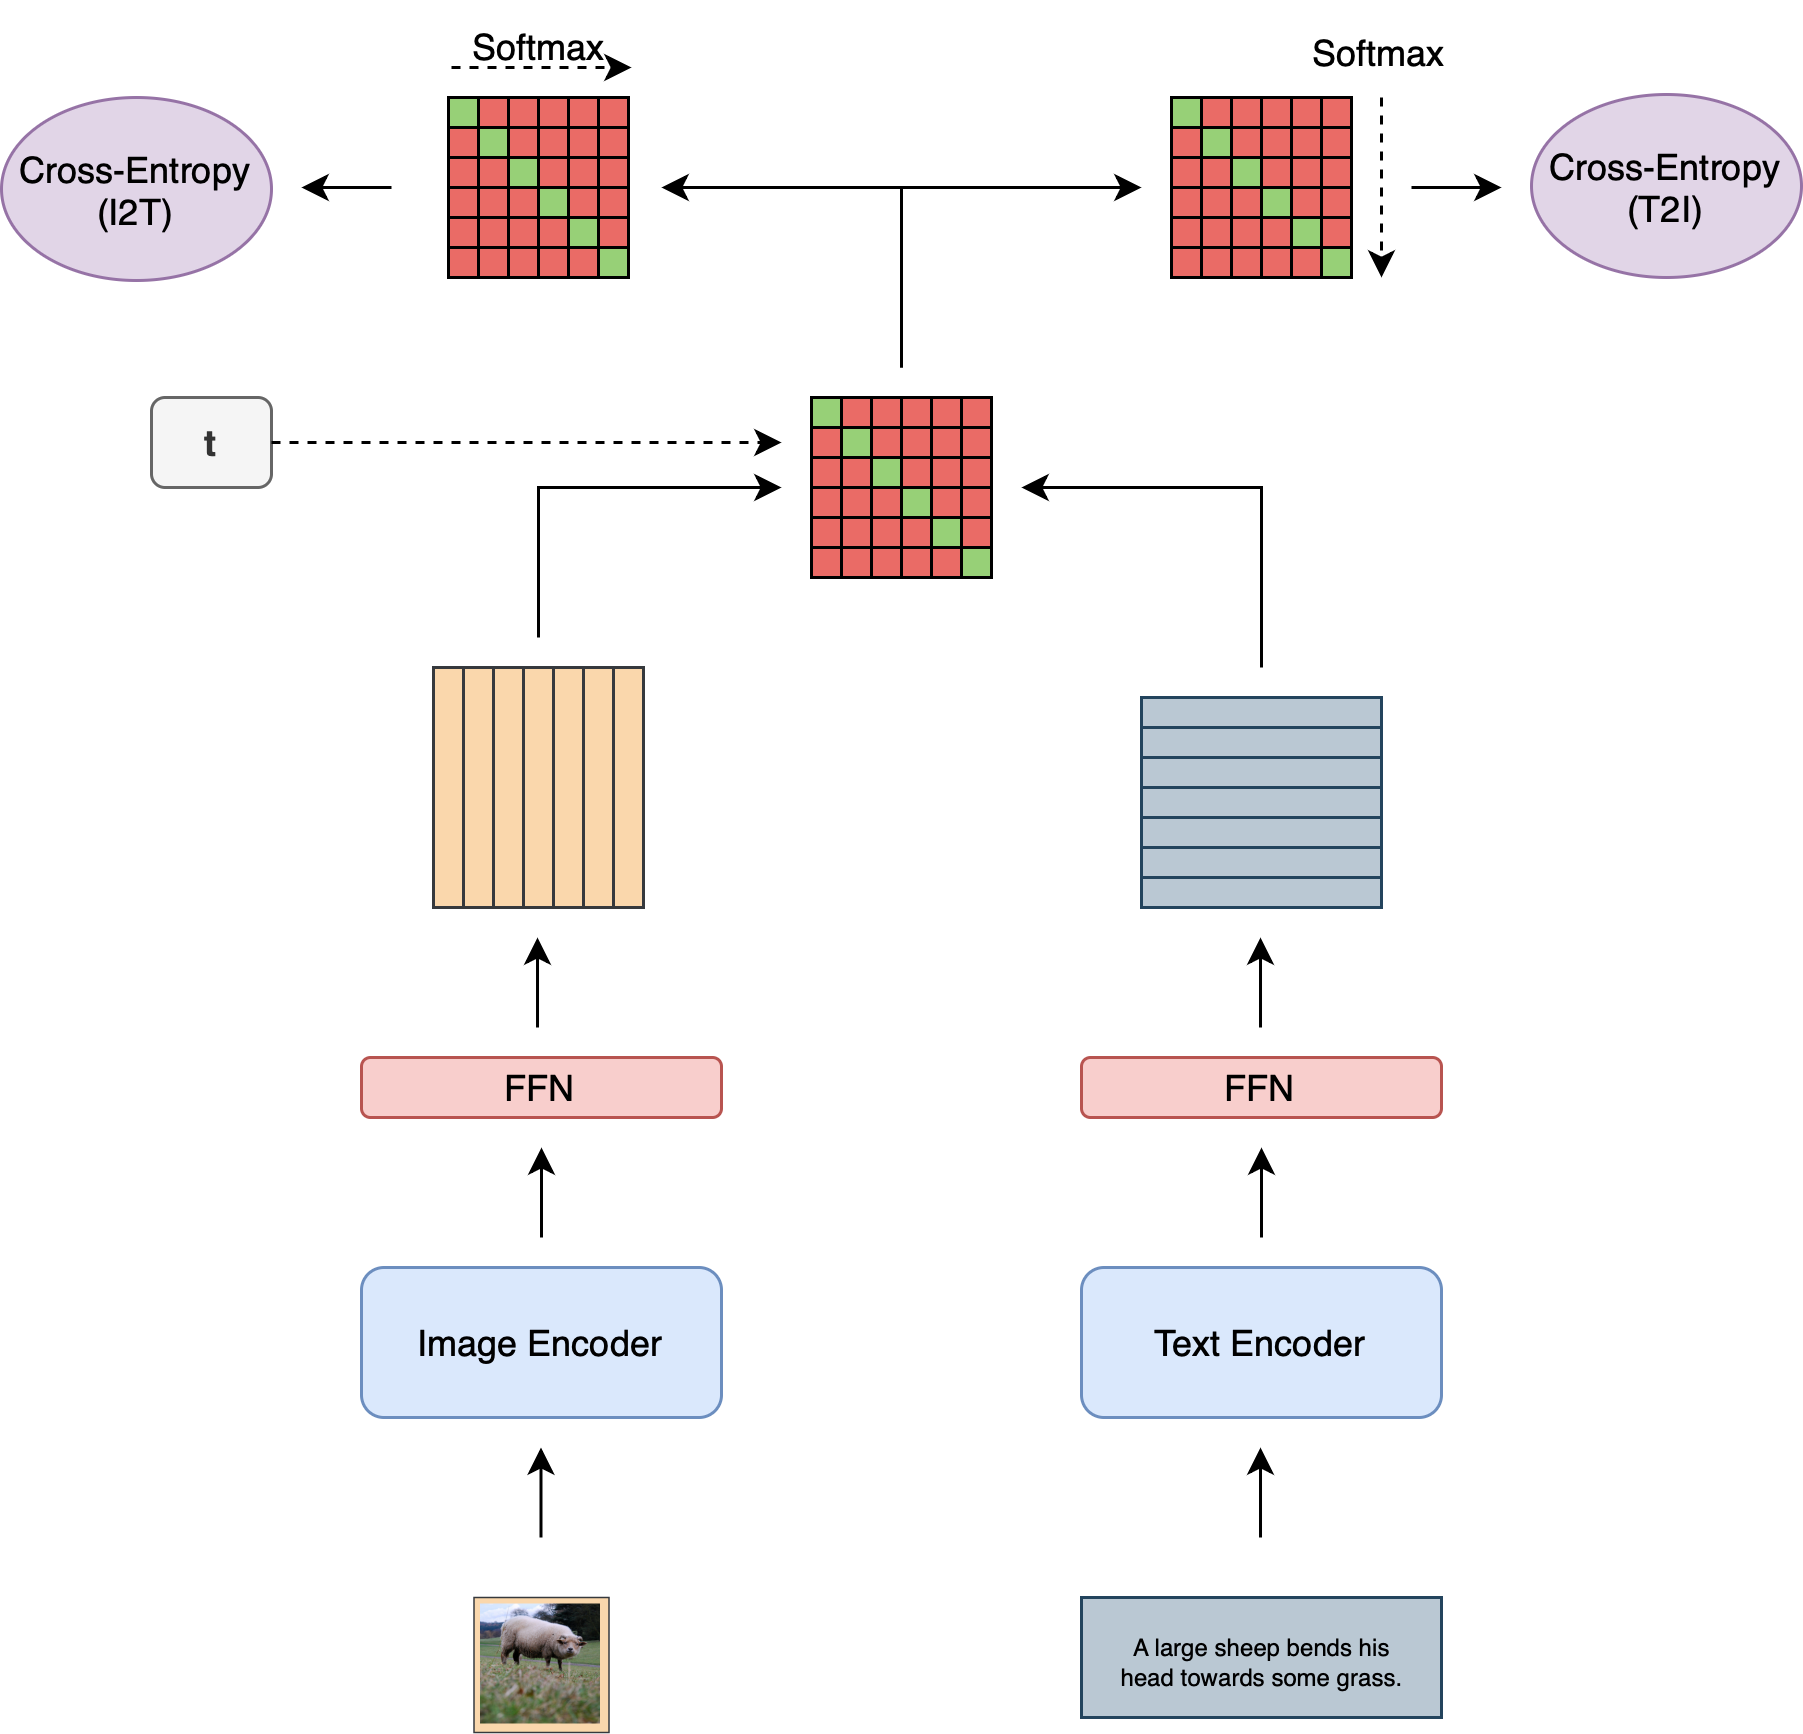 Softmax
Softmax
Cross-Entropy
(I2T)
Cross-Entropy
(T2I)
t
FFN
FFN
Image Encoder
Text Encoder
A large sheep bends his
head towards some grass.